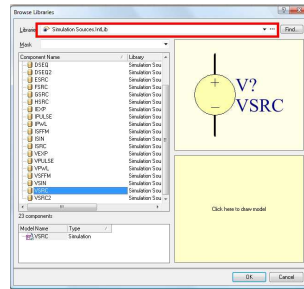 Browse Libraries
Libraries Simulation Sources.IntLib ... Find...
Mask
Component Name / Library
DSEQ Simulation Sou
DSEQ2 Simulation Sou
ESRC Simulation Sou
FSRC Simulation Sou
GSRC Simulation Sou
HSRC Simulation Sou
IEXP Simulation Sou
IPULSE Simulation Sou
IPWL Simulation Sou
ISFFM Simulation Sou
ISIN Simulation Sou
ISRC Simulation Sou
VEXP Simulation Sou
VPULSE Simulation Sou
VPWL Simulation Sou
VSFFM Simulation Sou
VSIN Simulation Sou
VSRC Simulation Sou
VSRC2 Simulation Sou
23 components
Model Name Type /
VSRC Simulation
V?
VSRC
Click here to draw model
OK Cancel